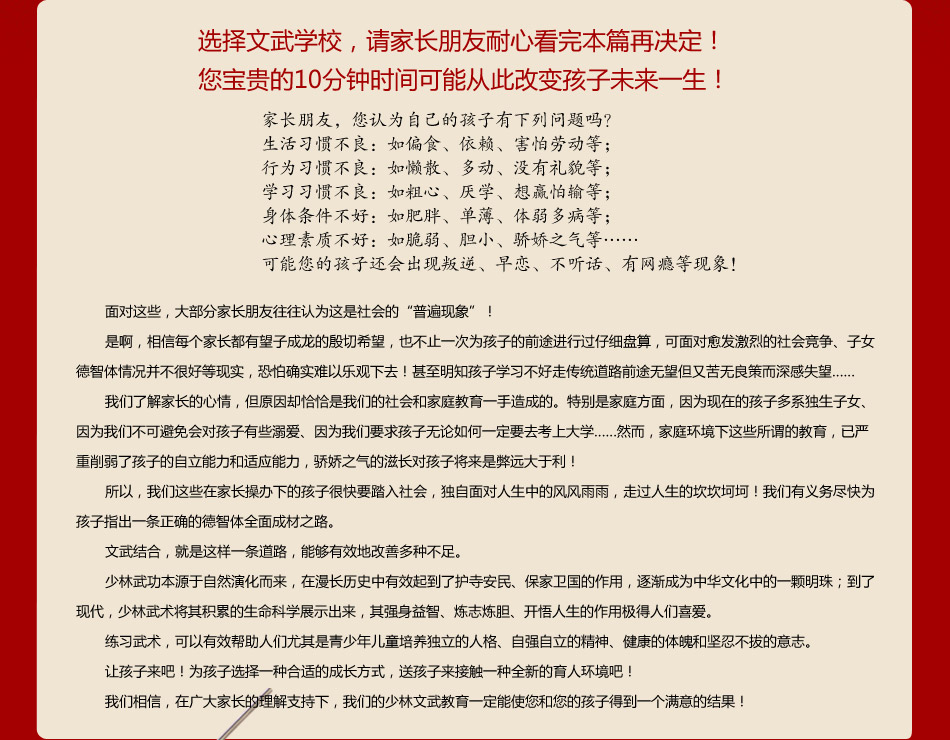 选择文武学校，请家长朋友耐心看完本篇再决定！
您宝贵的10分钟时间可能从此改变孩子未来一生！
家长朋友，您认为自己的孩子有下列问题吗？
生活习惯不良：如偏食、依赖、害怕劳动等；
行为习惯不良：如懒散、多动、没有礼貌等；
学习习惯不良：如粗心、厌学、想赢怕输等；
身体条件不好：如肥胖、单薄、体弱多病等；
心理素质不好：如脆弱、胆小、骄娇之气等……
可能您的孩子还会出现叛逆、早恋、不听话、有网瘾等现象！
面对这些，大部分家长朋友往往认为这是社会的“普遍现象”！
是啊，相信每个家长都有望子成龙的殷切希望，也不止一次为孩子的前途进行过仔细盘算，可面对愈发激烈的社会竞争、子女
德智体情况并不很好等现实，恐怕确实难以乐观下去！甚至明知孩子学习不好走传统道路前途无望但又苦无良策而深感失望......
我们了解家长的心情，但原因却恰恰是我们的社会和家庭教育一手造成的。特别是家庭方面，因为现在的孩子多系独生子女、
因为我们不可避免会对孩子有些溺爱、因为我们要求孩子无论如何一定要去考上大学......然而，家庭环境下这些所谓的教育，已严
重削弱了孩子的自立能力和适应能力，骄娇之气的滋长对孩子将来是弊远大于利！
所以，我们这些在家长操办下的孩子很快要踏入社会，独自面对人生中的风风雨雨，走过人生的坎坎坷坷！我们有义务尽快为
孩子指出一条正确的德智体全面成材之路。
文武结合，就是这样一条道路，能够有效地改善多种不足。
少林武功本源于自然演化而来，在漫长历史中有效起到了护寺安民、保家卫国的作用，逐渐成为中华文化中的一颗明珠；到了
现代，少林武术将其积累的生命科学展示出来，其强身益智、炼志炼胆、开悟人生的作用极得人们喜爱。
练习武术，可以有效帮助人们尤其是青少年儿童培养独立的人格、自强自立的精神、健康的体魄和坚忍不拔的意志。
让孩子来吧！为孩子选择一种合适的成长方式，送孩子来接触一种全新的育人环境吧！
我们相信，在广大家长的理解支持下，我们的少林文武教育一定能使您和您的孩子得到一个满意的结果！